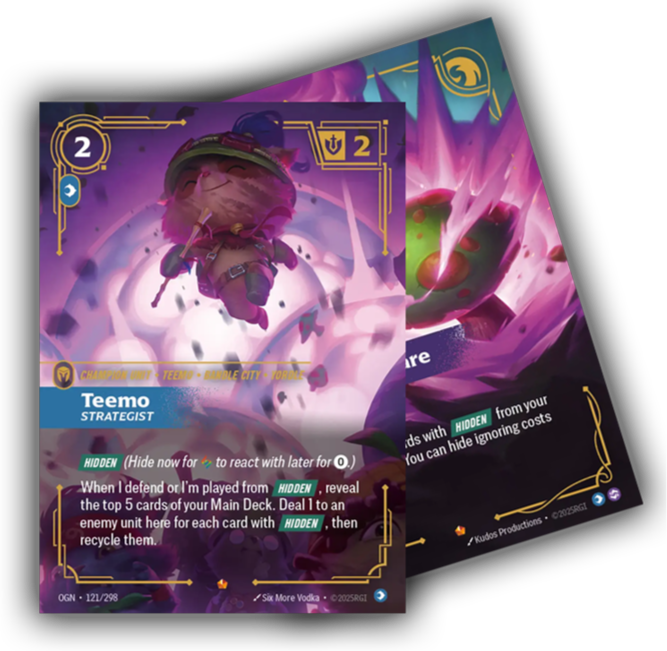 2
2
CHAMPION UNIT • TEEMO • BANDLE CITY • YORDLE
Teemo
STRATEGIST
HIDDEN (Hide now for to react with later for 0.)
When I defend or I'm played from HIDDEN, reveal
the top 5 cards of your Main Deck. Deal 1 to an
enemy unit here for each card with HIDDEN, then
recycle them.
OGN • 121/298
Six More Vodka • ©2025RGI
are
ds with HIDDEN from your
You can hide ignoring costs
Kudos Productions • ©2025RGI